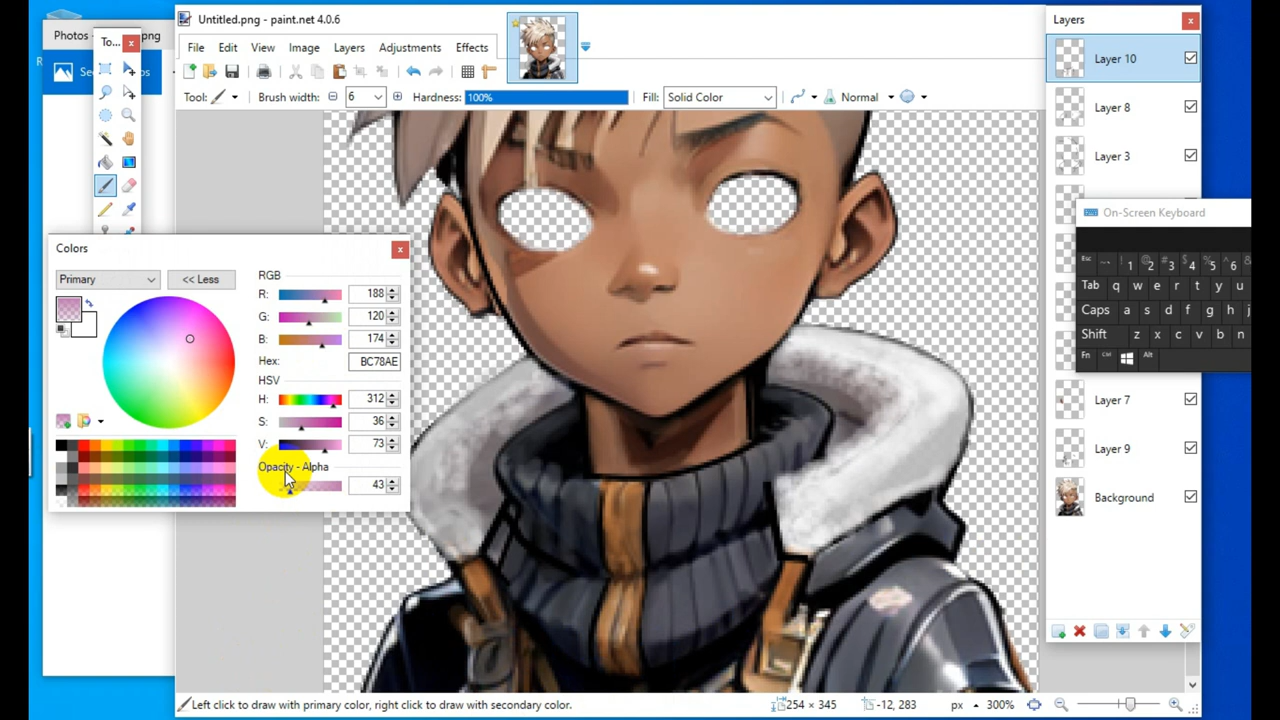 Untitled.png - paint.net 4.0.6
Photos -
png
To...
File Edit View Image Layers Adjustments Effects
Tool: Brush width: 6 Hardness: 100% Fill: Solid Color Normal
Colors
Primary
<< Less
RGB
R: 188
G: 120
B: 174
Hex: BC78AE
HSV
H: 312
S: 36
V: 73
Opacity - Alpha
43
Layers
Layer 10
Layer 8
Layer 3
On-Screen Keyboard
Esc ~ ` ! 1 @ 2 # 3 $ 4 % 5 ^ 6 &
Tab q w e r t y u
Caps a s d f g h j
Shift z x c v b n
Fn Ctrl Alt
Layer 7
Layer 9
Background
Left click to draw with primary color, right click to draw with secondary color.
254 × 345
-12, 283
px
300%